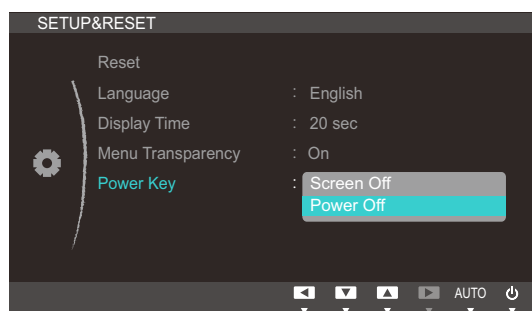 SETUP&RESET
Reset
Language : English
Display Time : 20 sec
Menu Transparency : On
Power Key : Screen Off
Power Off
AUTO